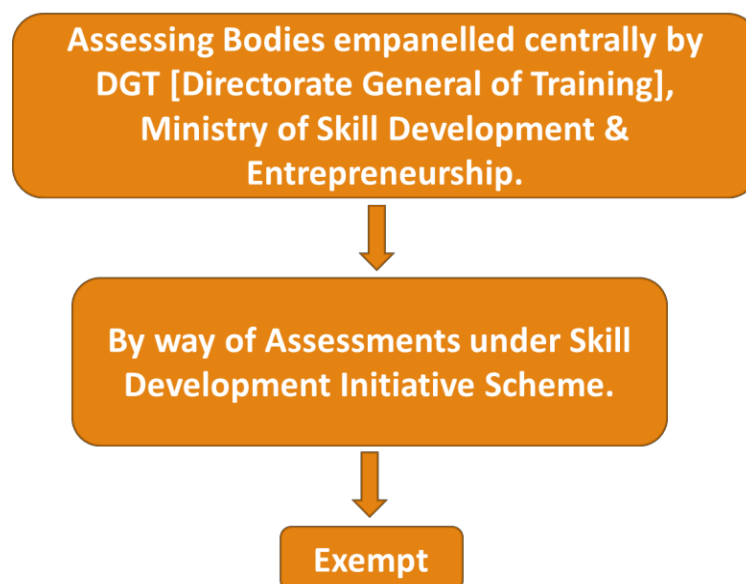 Assessing Bodies empanelled centrally by
DGT [Directorate General of Training],
Ministry of Skill Development &
Entrepreneurship.
By way of Assessments under Skill
Development Initiative Scheme.
Exempt